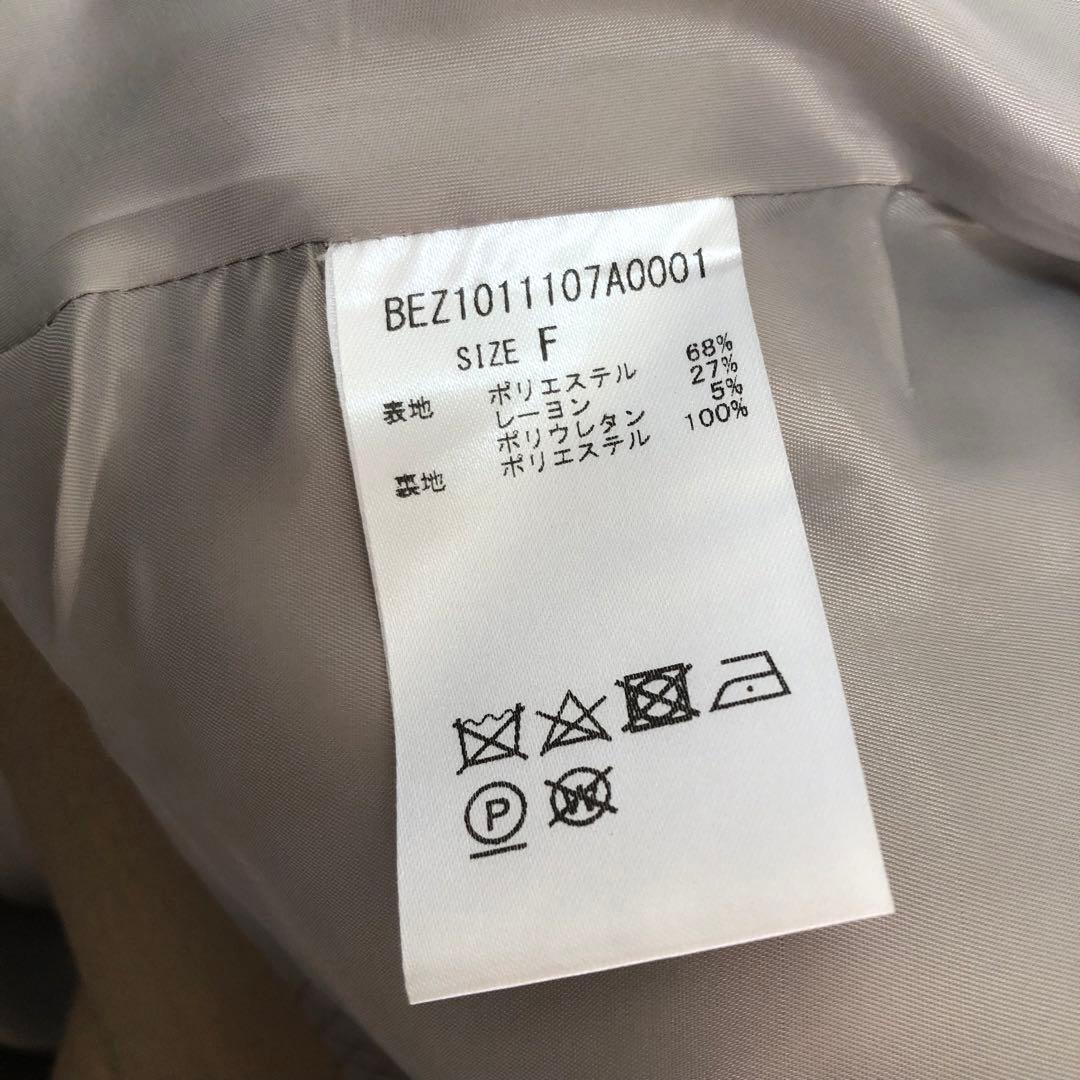 BEZ1011107A0001
SIZE F
表地 ポリエステル 68%
レーヨン 27%
ポリウレタン 5%
裏地 ポリエステル 100%
P
W